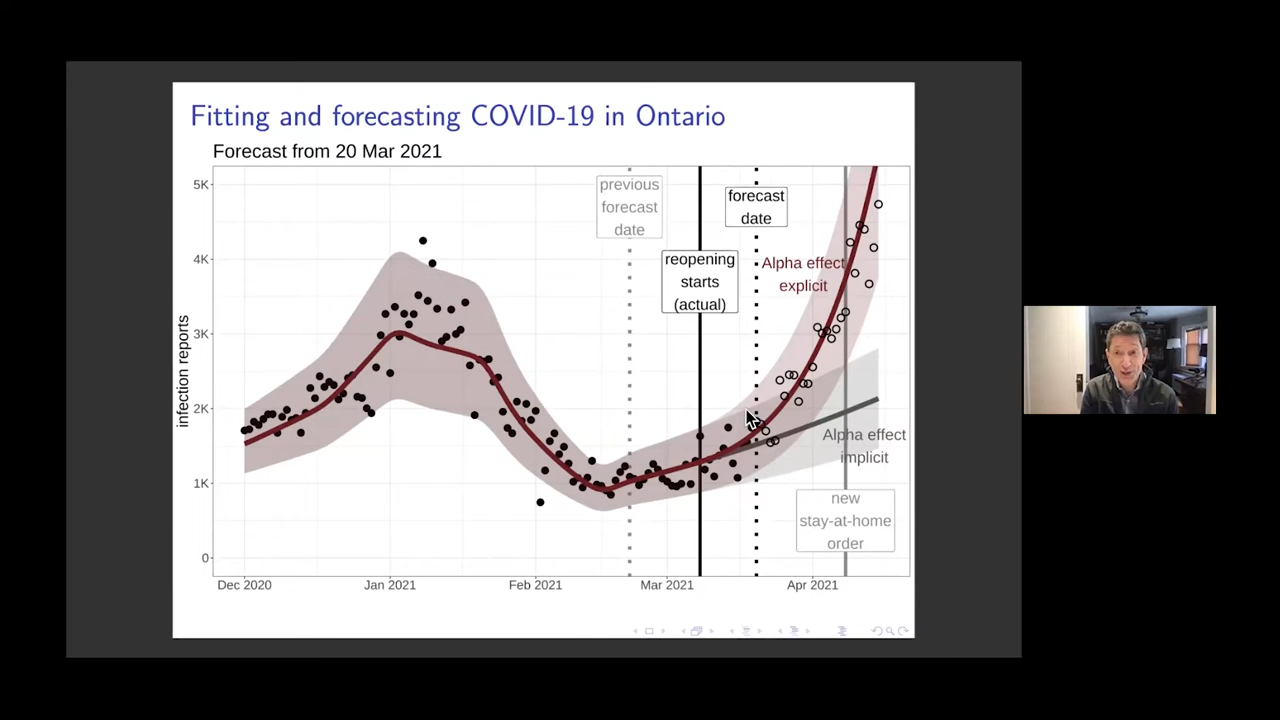 Fitting and forecasting COVID-19 in Ontario
Forecast from 20 Mar 2021
infection reports
5K
4K
3K
2K
1K
0
previous
forecast
date
reopening
starts
(actual)
forecast
date
Alpha effect
explicit
Alpha effect
implicit
new
stay-at-home
order
Dec 2020
Jan 2021
Feb 2021
Mar 2021
Apr 2021